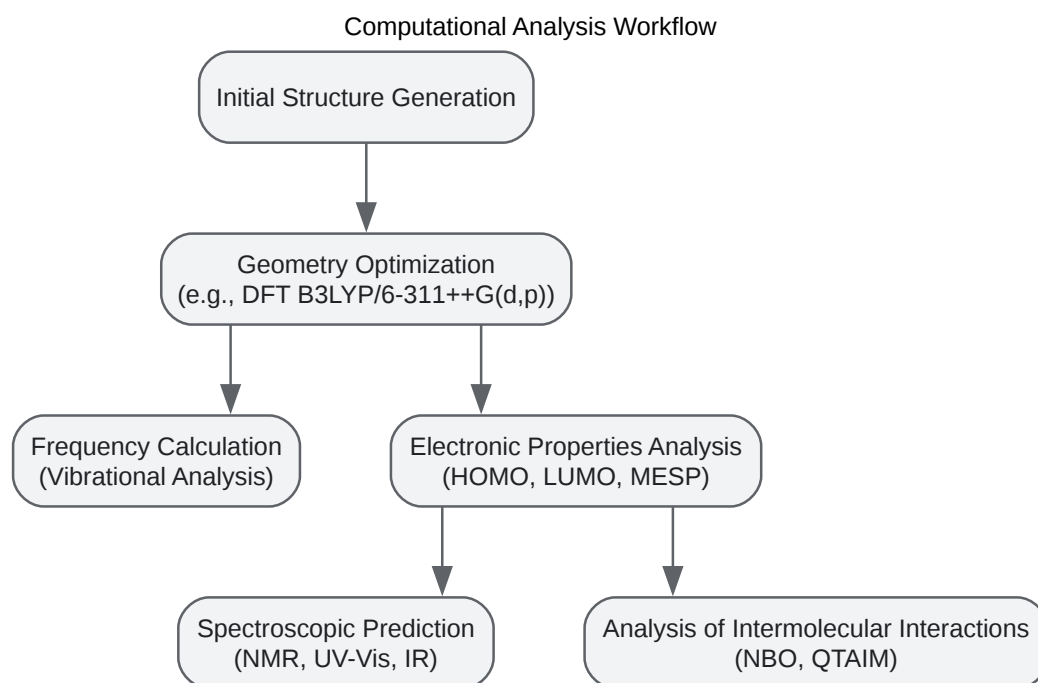 Computational Analysis Workflow
Initial Structure Generation
Geometry Optimization
(e.g., DFT B3LYP/6-311++G(d,p))
Frequency Calculation
(Vibrational Analysis)
Electronic Properties Analysis
(HOMO, LUMO, MESP)
Spectroscopic Prediction
(NMR, UV-Vis, IR)
Analysis of Intermolecular Interactions
(NBO, QTAIM)